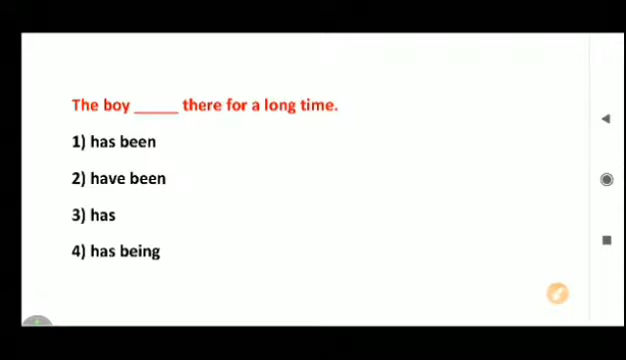 The boy _____ there for a long time.
1) has been
2) have been
3) has
4) has being